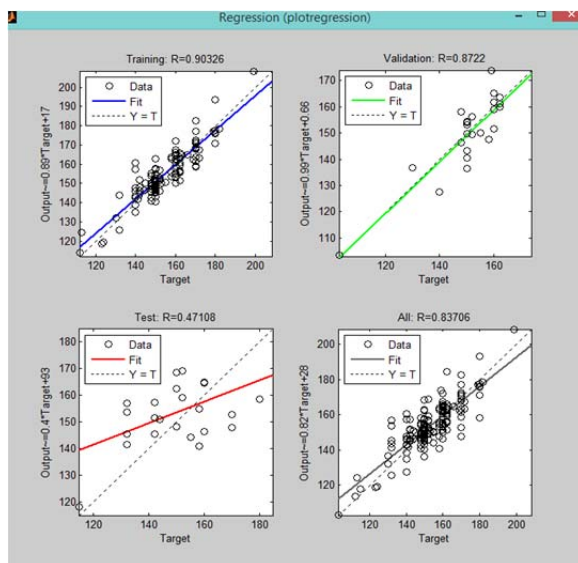 Regression (plotregression)
Training: R=0.90326
Output~=0.89*Target+17
Data
Fit
Y = T
200
190
180
170
160
150
140
130
120
120 140 160 180 200
Target
Validation: R=0.8722
Output~=0.99*Target+0.66
Data
Fit
Y = T
170
160
150
140
130
120
110
120 140 160
Target
Test: R=0.47108
Output~=0.4*Target+93
Data
Fit
Y = T
180
170
160
150
140
130
120
120 140 160 180
Target
All: R=0.83706
Output~=0.82*Target+28
Data
Fit
Y = T
200
180
160
140
120
120 140 160 180 200
Target